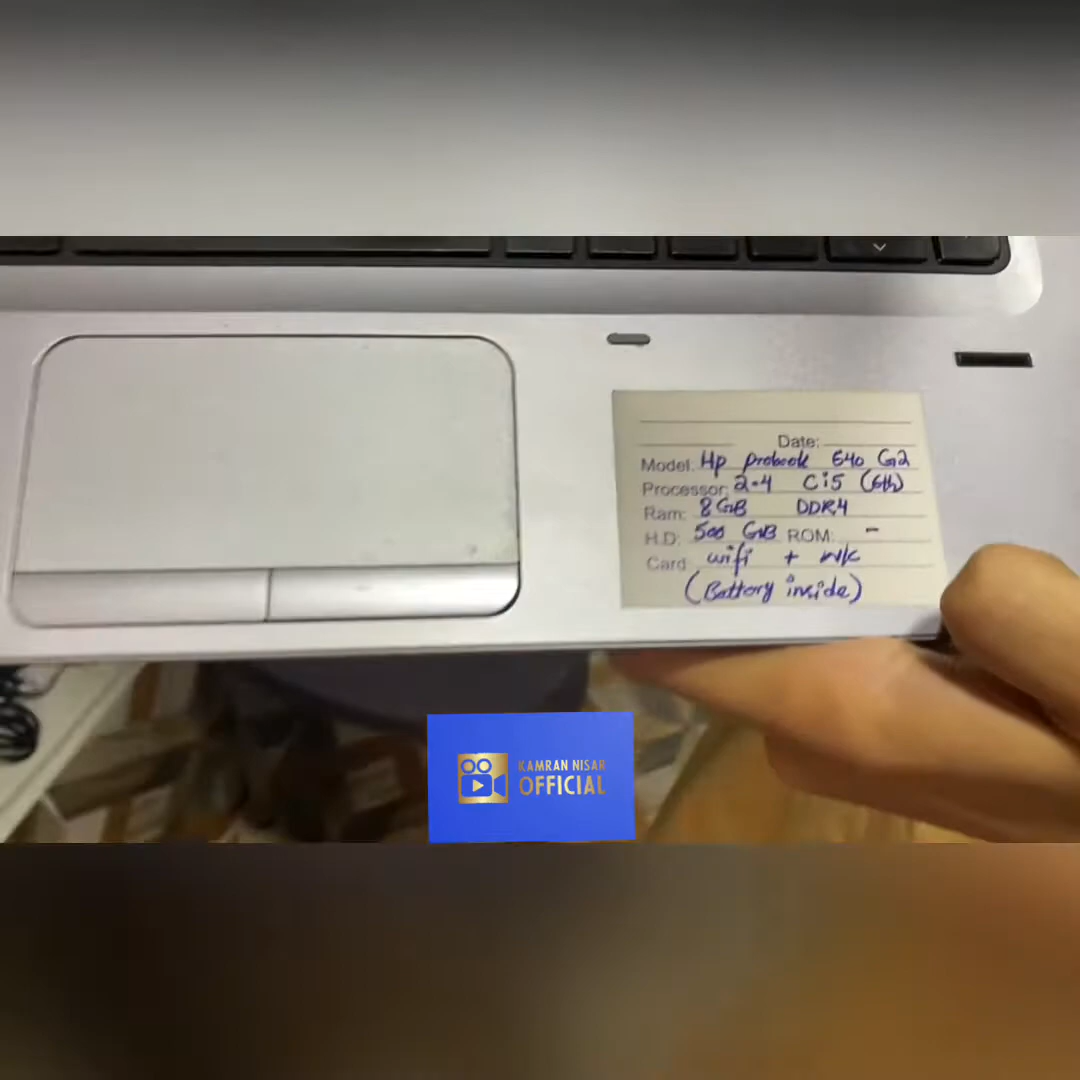 Date:
Model: Hp Probook 640 G2
Processor: 2.4 Ci5 (6th)
Ram: 8GB DDR4
H.D: 500 GB ROM: -
Card wifi + N/K
(Battery inside)
KAMRAN NISAR
OFFICIAL